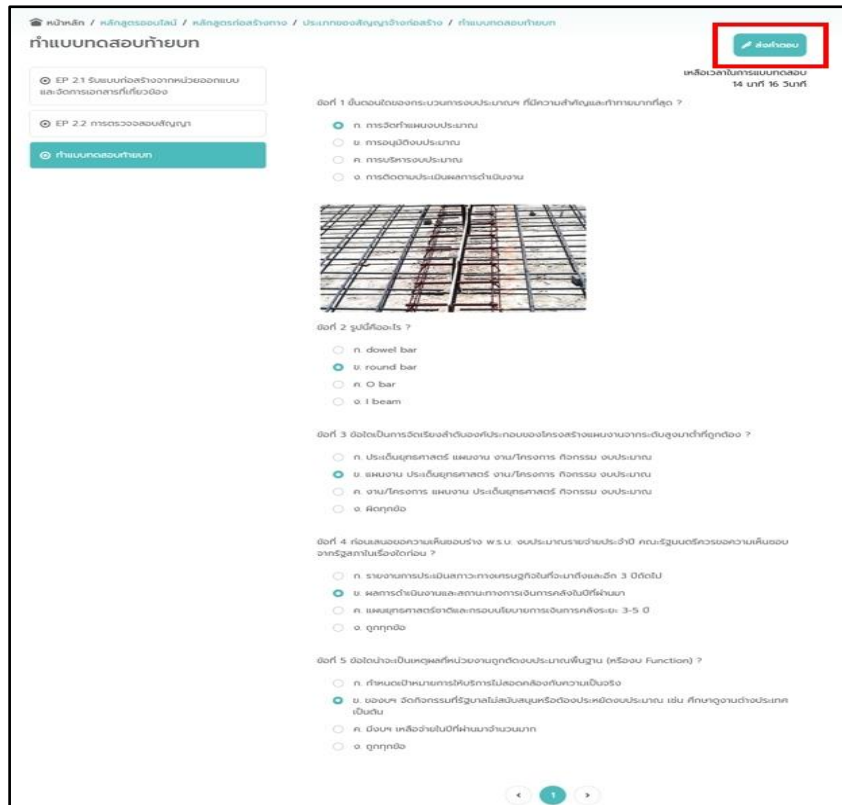 หน้าหลัก / หลักสูตรออนไลน์ / หลักสูตรก่อสร้างทาง / ประเภทของสัญญาจ้างก่อสร้าง / ทำแบบทดสอบท้ายบท
ทำแบบทดสอบท้ายบท
ส่งคำตอบ
เหลือเวลาในการแบบทดสอบ
14 นาที 16 วินาที
EP 2.1 รับแบบก่อสร้างจากหน่วยออกแบบ
และจัดการเอกสารที่เกี่ยวข้อง
EP 2.2 การตรวจสอบสัญญา
ทำแบบทดสอบท้ายบท
ข้อที่ 1 ขั้นตอนใดของกระบวนการงบประมาณฯ ที่มีความสำคัญและท้าทายมากที่สุด ?
ก. การจัดทำแผนงบประมาณ
ข. การอนุมัติงบประมาณ
ค. การบริหารงบประมาณ
ง. การติดตามประเมินผลการดำเนินงาน
ข้อที่ 2 รูปนี้คืออะไร ?
ก. dowel bar
ข. round bar
ค. O bar
ง. I beam
ข้อที่ 3 ข้อใดเป็นการจัดเรียงลำดับองค์ประกอบของโครงสร้างแผนงานจากระดับสูงมาต่ำที่ถูกต้อง ?
ก. ประเด็นยุทธศาสตร์ แผนงาน งาน/โครงการ กิจกรรม งบประมาณ
ข. แผนงาน ประเด็นยุทธศาสตร์ งาน/โครงการ กิจกรรม งบประมาณ
ค. งาน/โครงการ แผนงาน ประเด็นยุทธศาสตร์ กิจกรรม งบประมาณ
ง. ผิดทุกข้อ
ข้อที่ 4 ก่อนเสนอขอความเห็นชอบร่าง พ.ร.บ. งบประมาณรายจ่ายประจำปี คณะรัฐมนตรีควรขอความเห็นชอบ
จากรัฐสภาในเรื่องใดก่อน ?
ก. รายงานการประเมินสภาวะทางเศรษฐกิจในที่จะมาถึงและอีก 3 ปีถัดไป
ข. ผลการดำเนินงานและสถานะทางการเงินการคลังในปีที่ผ่านมา
ค. แผนยุทธศาสตร์ชาติและกรอบนโยบายการเงินการคลังระยะ 3-5 ปี
ง. ถูกทุกข้อ
ข้อที่ 5 ข้อใดน่าจะเป็นเหตุผลที่หน่วยงานถูกตัดงบประมาณพื้นฐาน (หรืองบ Function) ?
ก. กำหนดเป้าหมายการให้บริการไม่สอดคล้องกับความเป็นจริง
ข. ของบฯ จัดกิจกรรมที่รัฐบาลไม่สนับสนุนหรือต้องประหยัดงบประมาณ เช่น ศึกษาดูงานต่างประเทศ
เป็นต้น
ค. มีงบฯ เหลือจ่ายในปีที่ผ่านมาจำนวนมาก
ง. ถูกทุกข้อ
1